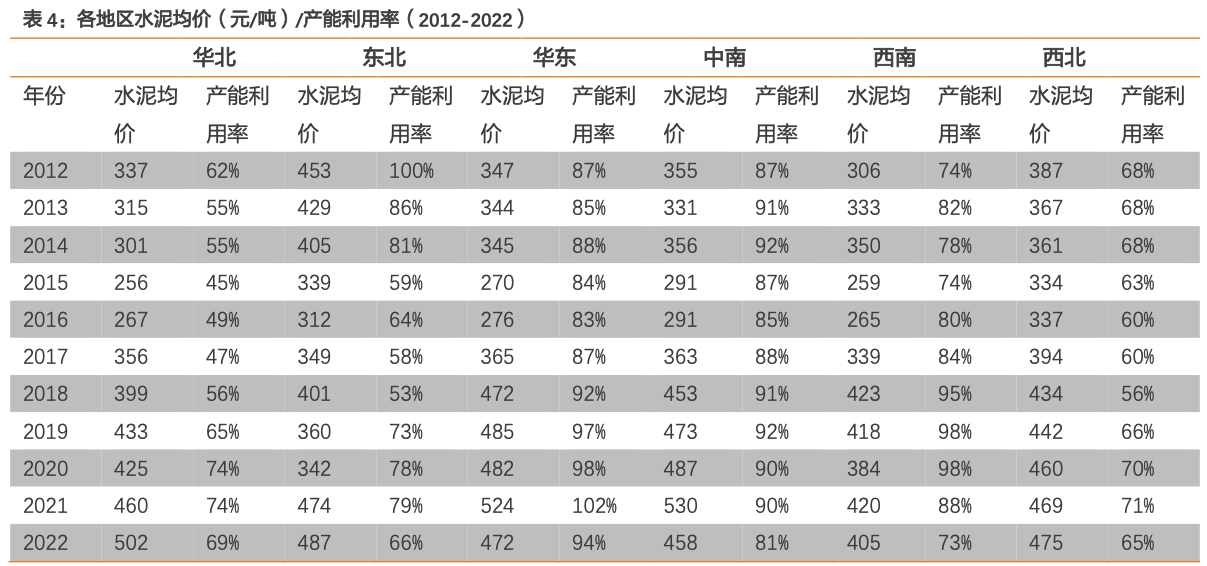 表 4：各地区水泥均价（元/吨）/产能利用率（2012-2022）
华北 东北 华东 中南 西南 西北
年份 水泥均 产能利 水泥均 产能利 水泥均 产能利 水泥均 产能利 水泥均 产能利 水泥均 产能利
价 用率 价 用率 价 用率 价 用率 价 用率 价 用率
2012 337 62% 453 100% 347 87% 355 87% 306 74% 387 68%
2013 315 55% 429 86% 344 85% 331 91% 333 82% 367 68%
2014 301 55% 405 81% 345 88% 356 92% 350 78% 361 68%
2015 256 45% 339 59% 270 84% 291 87% 259 74% 334 63%
2016 267 49% 312 64% 276 83% 291 85% 265 80% 337 60%
2017 356 47% 349 58% 365 87% 363 88% 339 84% 394 60%
2018 399 56% 401 53% 472 92% 453 91% 423 95% 434 56%
2019 433 65% 360 73% 485 97% 473 92% 418 98% 442 66%
2020 425 74% 342 78% 482 98% 487 90% 384 98% 460 70%
2021 460 74% 474 79% 524 102% 530 90% 420 88% 469 71%
2022 502 69% 487 66% 472 94% 458 81% 405 73% 475 65%